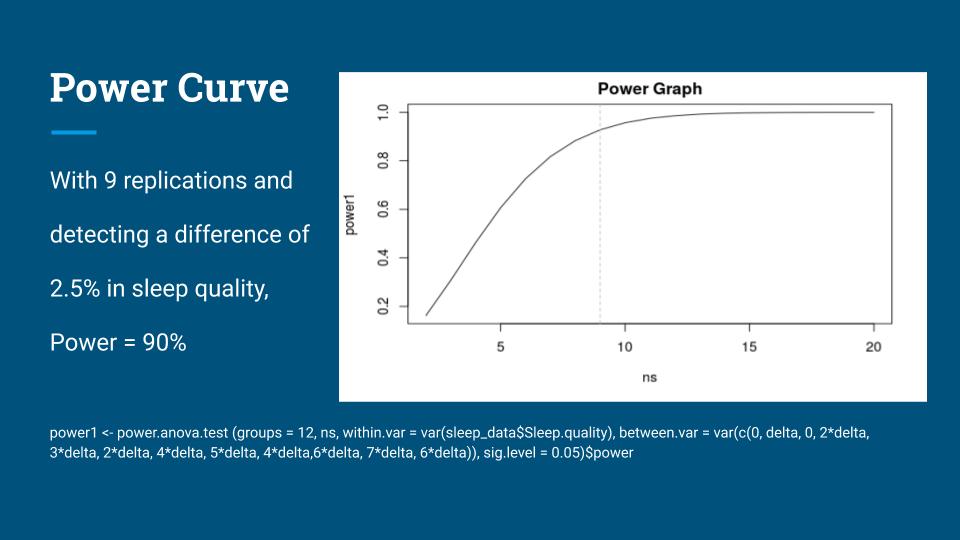 Power Curve
With 9 replications and
detecting a difference of
2.5% in sleep quality,
Power = 90%
Power Graph
power1
1.0
0.8
0.6
0.4
0.2
5
10
15
20
ns
power1 <- power.anova.test (groups = 12, ns, within.var = var(sleep_data$Sleep.quality), between.var = var(c(0, delta, 0, 2*delta,
3*delta, 2*delta, 4*delta, 5*delta, 4*delta,6*delta, 7*delta, 6*delta)), sig.level = 0.05)$power